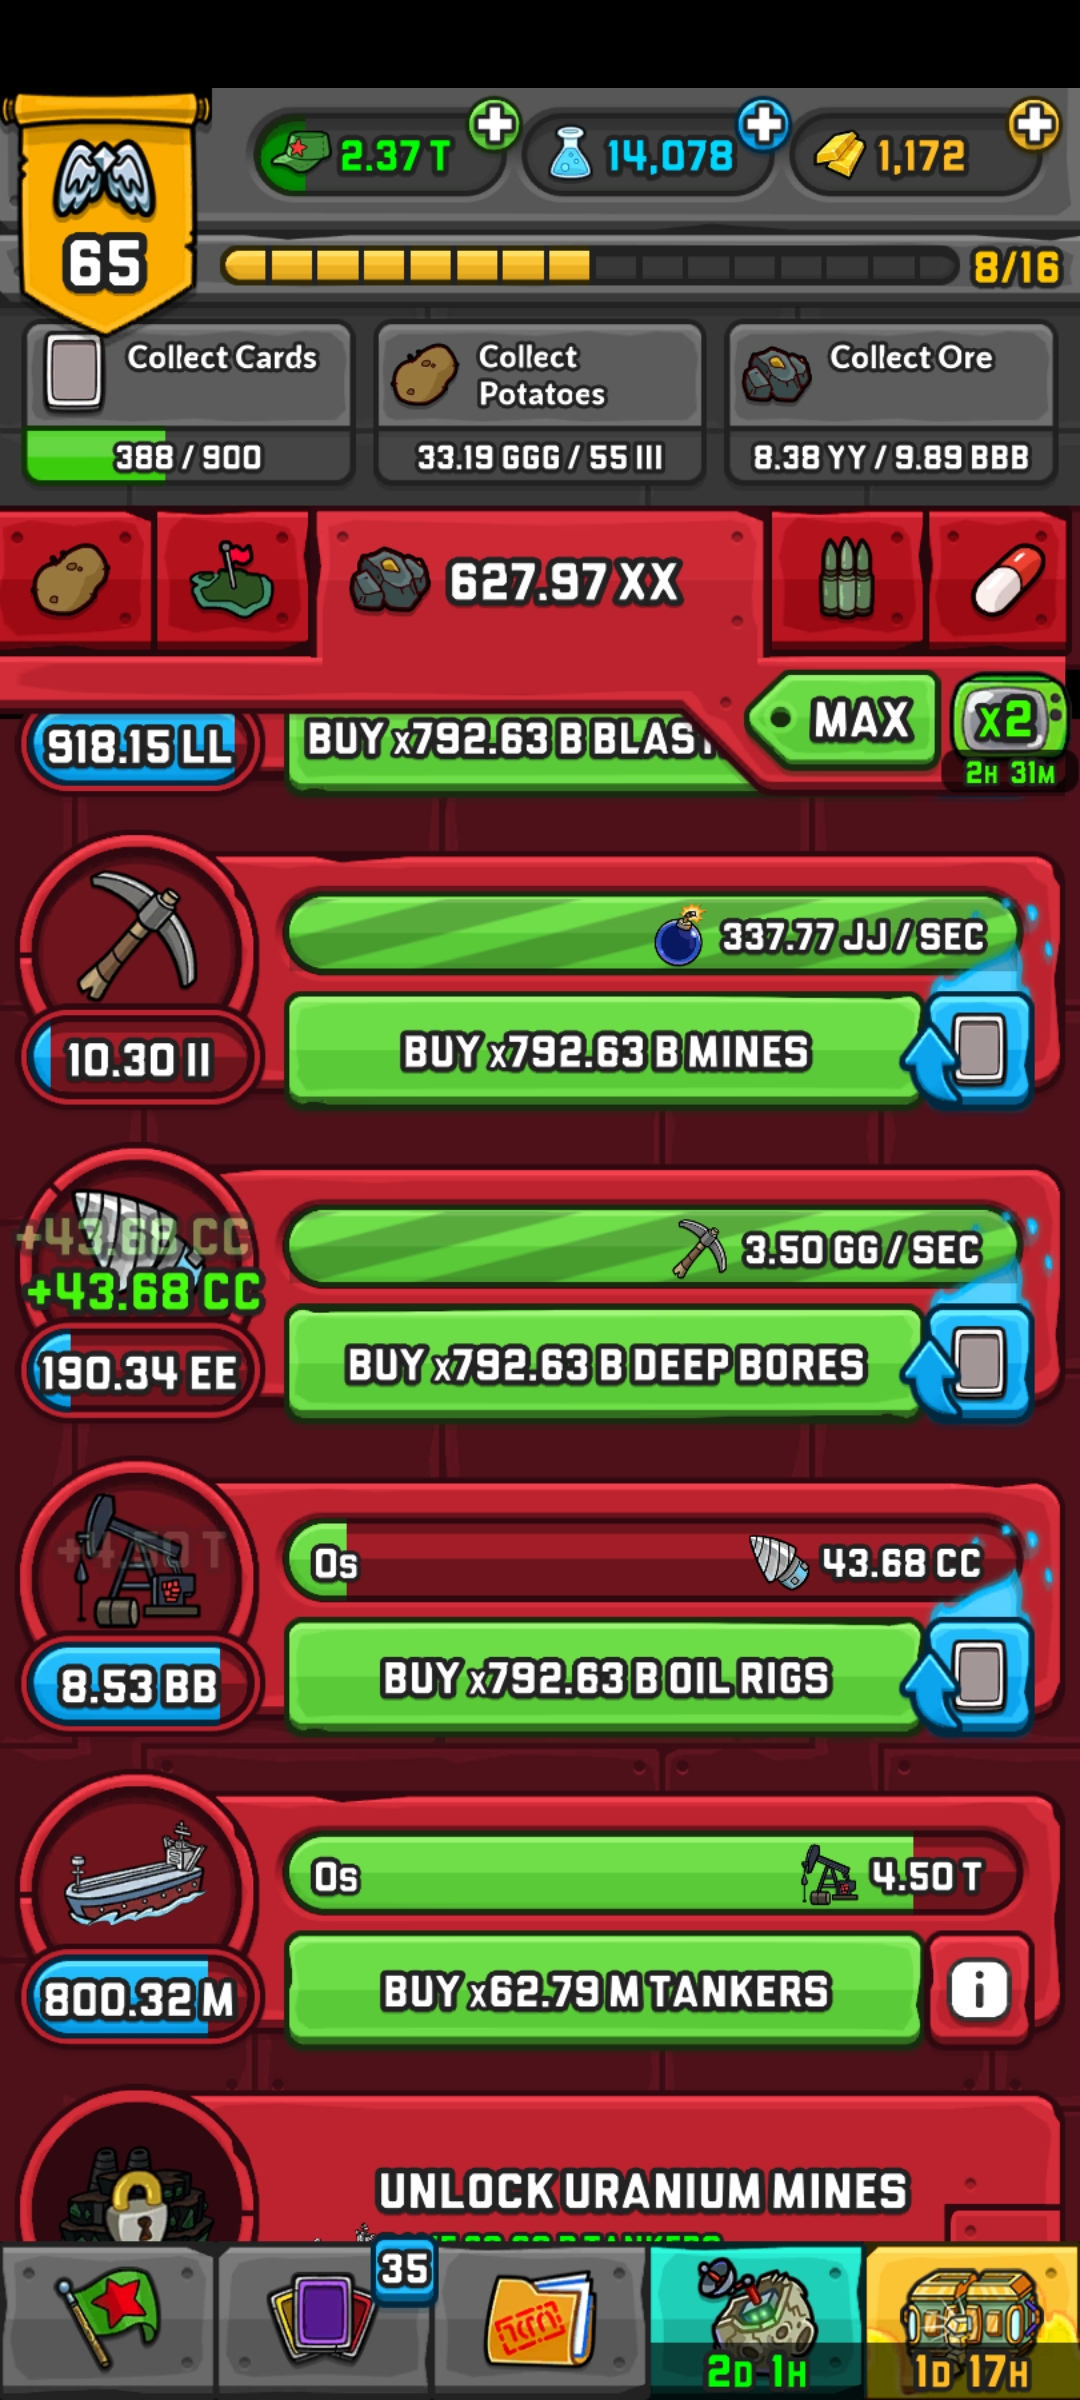 2.37 T
14,078
1,172
65
8/16
Collect Cards
388 / 900
Collect
Potatoes
33.19 GGG / 55 III
Collect Ore
8.38 YY / 9.89 BBB
627.97 XX
MAX
x2
2H 31M
918.15 LL
BUY x792.63 B
337.77 JJ / SEC
10.30 II
BUY x792.63 B MINES
+43.68 CC
+43.68 CC
3.50 GG / SEC
190.34 EE
BUY x792.63 B DEEP BORES
+4.50 T
0s
43.68 CC
8.53 BB
BUY x792.63 B OIL RIGS
0s
4.50 T
800.32 M
BUY x62.79 M TANKERS
i
UNLOCK URANIUM MINES
35
2D 1H
1D 17H